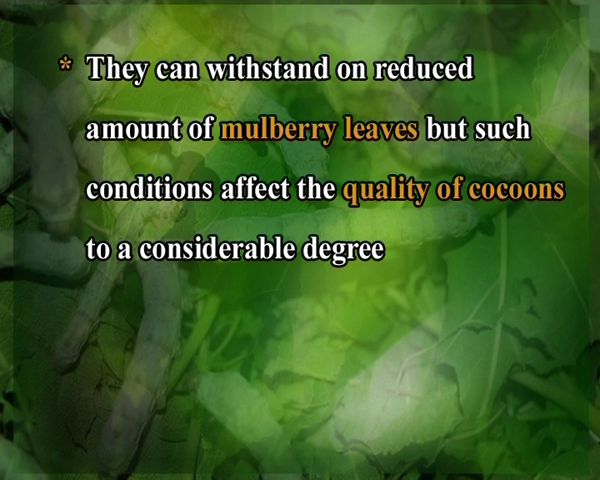 * They can withstand on reduced
amount of mulberry leaves but such
conditions affect the quality of cocoons
to a considerable degree